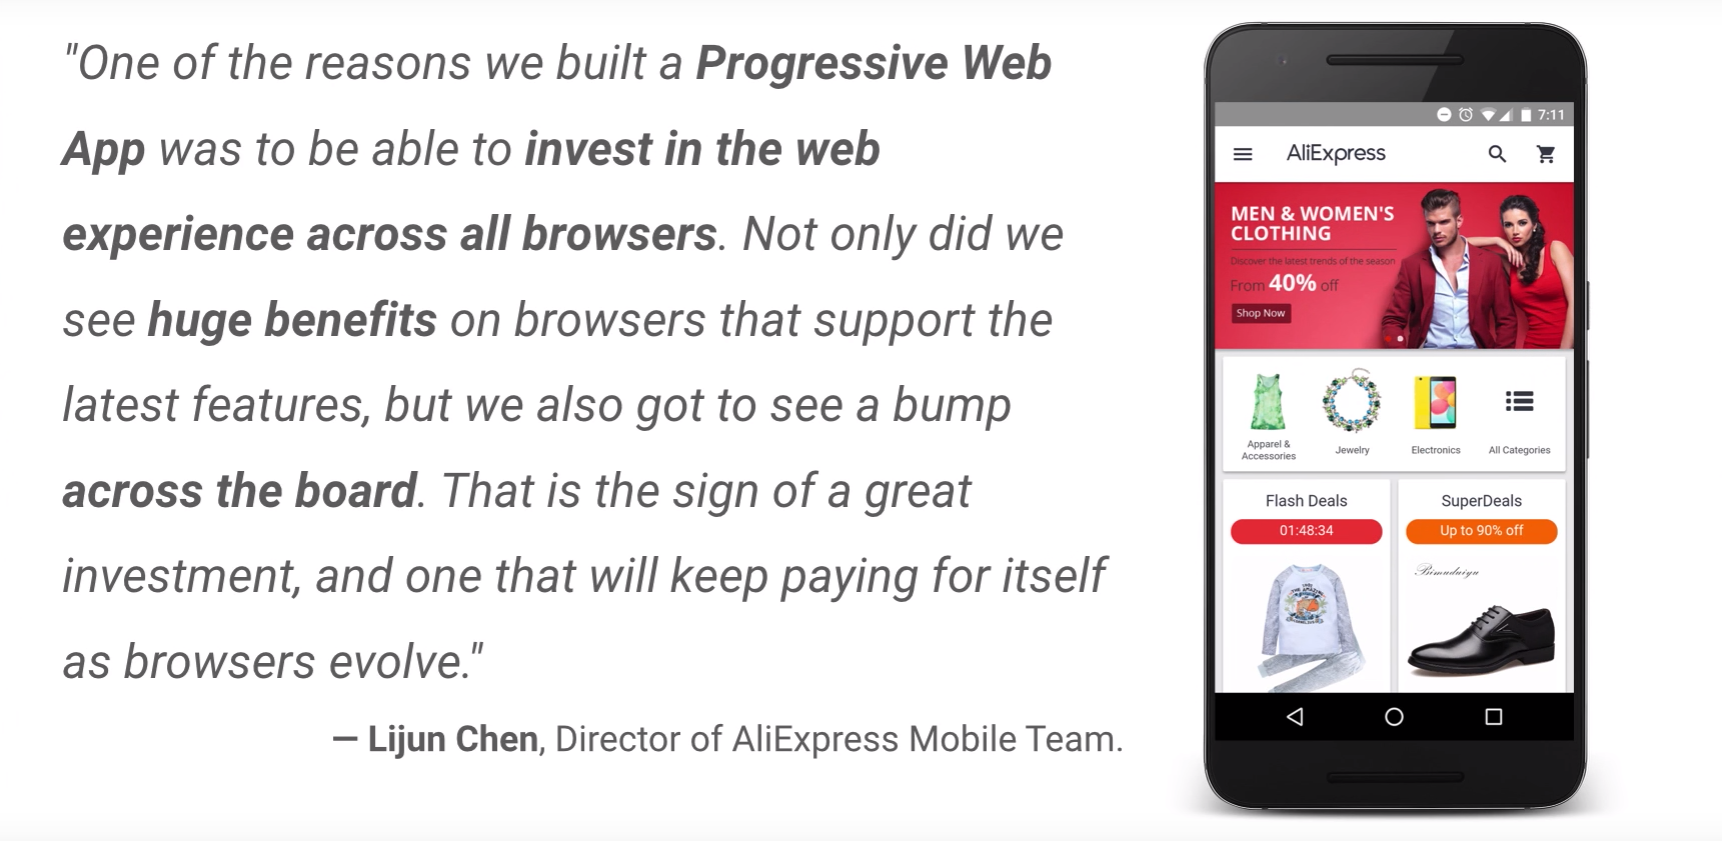 "One of the reasons we built a Progressive Web
App was to be able to invest in the web
experience across all browsers. Not only did we
see huge benefits on browsers that support the
latest features, but we also got to see a bump
across the board. That is the sign of a great
investment, and one that will keep paying for itself
as browsers evolve."
— Lijun Chen, Director of AliExpress Mobile Team.
7:11
AliExpress
MEN & WOMEN'S
CLOTHING
Discover the latest trends of the season
From 40% off
Shop Now
Apparel &
Accessories
Jewelry
Electronics
All Categories
Flash Deals
SuperDeals
01:48:34
Up to 90% off
Bimuduiyu
THE AMAZING